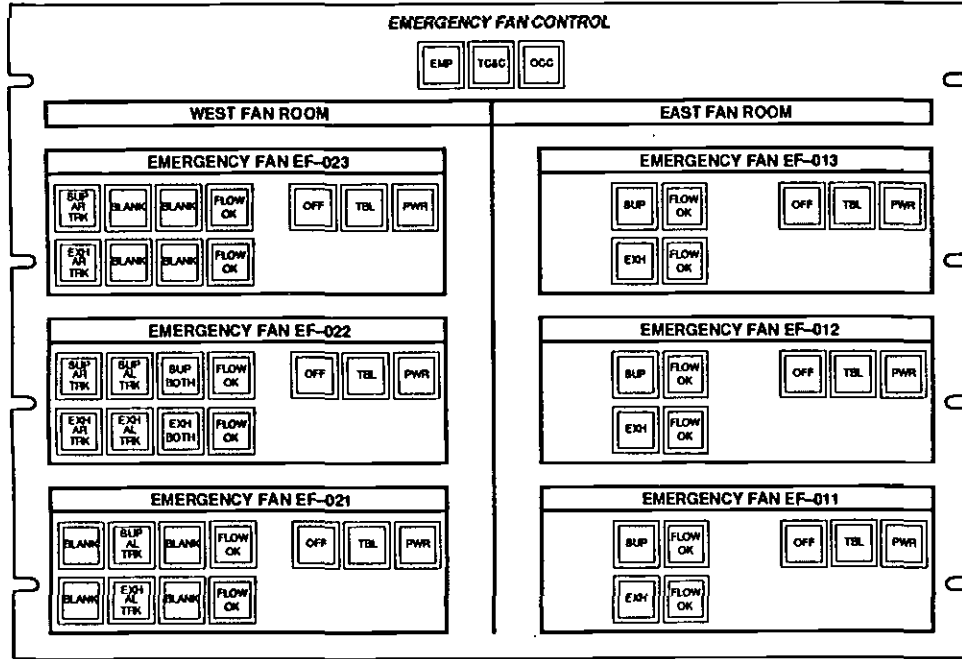 EMERGENCY FAN CONTROL
EMP TC&C OCC
WEST FAN ROOM
EAST FAN ROOM
EMERGENCY FAN EF-023
SUP AR TRK BLANK BLANK FLOW OK OFF TBL PWR
EXH AR TRK BLANK BLANK FLOW OK
EMERGENCY FAN EF-013
SUP FLOW OK OFF TBL PWR
EXH FLOW OK
EMERGENCY FAN EF-022
SUP AR TRK SUP AL TRK SUP BOTH FLOW OK OFF TBL PWR
EXH AR TRK EXH AL TRK EXH BOTH FLOW OK
EMERGENCY FAN EF-012
SUP FLOW OK OFF TBL PWR
EXH FLOW OK
EMERGENCY FAN EF-021
BLANK SUP AL TRK BLANK FLOW OK OFF TBL PWR
BLANK EXH AL TRK BLANK FLOW OK
EMERGENCY FAN EF-011
SUP FLOW OK OFF TBL PWR
EXH FLOW OK